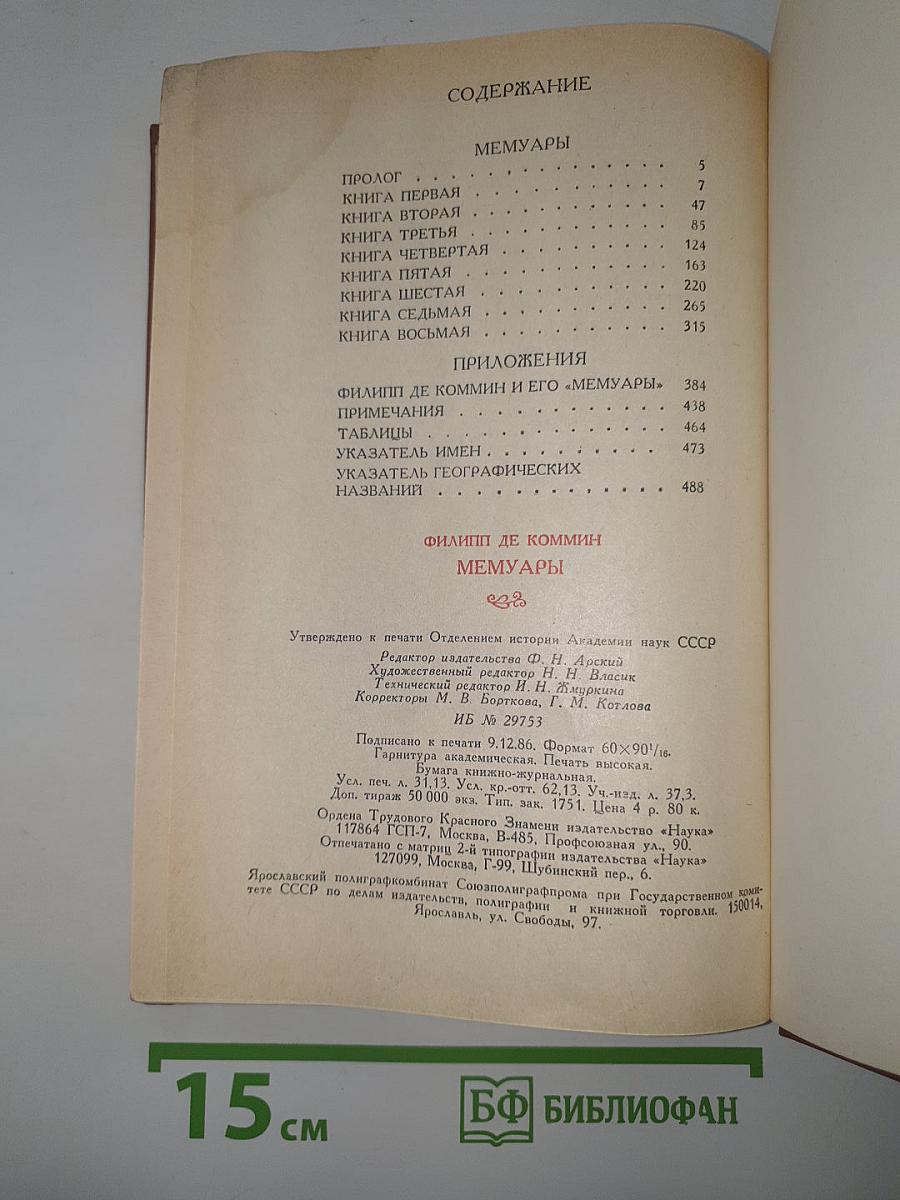 СОДЕРЖАНИЕ
МЕМУАРЫ
ПРОЛОГ . . . . . . . . . . . . . 5
КНИГА ПЕРВАЯ . . . . . . . . . . 7
КНИГА ВТОРАЯ . . . . . . . . . . 47
КНИГА ТРЕТЬЯ . . . . . . . . . . 85
КНИГА ЧЕТВЕРТАЯ . . . . . . . . . 124
КНИГА ПЯТАЯ . . . . . . . . . . . 163
КНИГА ШЕСТАЯ . . . . . . . . . . 220
КНИГА СЕДЬМАЯ . . . . . . . . . . 265
КНИГА ВОСЬМАЯ . . . . . . . . . . 315
ПРИЛОЖЕНИЯ
ФИЛИПП ДЕ КОММИН И ЕГО «МЕМУАРЫ» 384
ПРИМЕЧАНИЯ . . . . . . . . . . . 438
ТАБЛИЦЫ . . . . . . . . . . . . . 464
УКАЗАТЕЛЬ ИМЕН . . . . . . . . . 473
УКАЗАТЕЛЬ ГЕОГРАФИЧЕСКИХ
НАЗВАНИЙ . . . . . . . . . . . . 488
ФИЛИПП ДЕ КОММИН
МЕМУАРЫ
Утверждено к печати Отделением истории Академии наук СССР
Редактор издательства Ф. Н. Арский
Художественный редактор Н. Н. Власик
Технический редактор И. Н. Жмуркина
Корректоры М. В. Борткова, Г. М. Котлова
ИБ № 29753
Подписано к печати 9.12.86. Формат 60×90¹/₁₆.
Гарнитура академическая. Печать высокая.
Бумага книжно-журнальная.
Усл. печ. л. 31,13. Усл. кр.-отт. 62,13. Уч.-изд. л. 37,3.
Доп. тираж 50 000 экз. Тип. зак. 1751. Цена 4 р. 80 к.
Ордена Трудового Красного Знамени издательство «Наука»
117864 ГСП-7, Москва, В-485, Профсоюзная ул., 90.
Отпечатано с матриц 2-й типографии издательства «Наука»
127099, Москва, Г-99, Шубинский пер., 6.
Ярославский полиграфкомбинат Союзполиграфпрома при Государственном коми-
тете СССР по делам издательств, полиграфии и книжной торговли. 150014,
Ярославль, ул. Свободы, 97.
15 см
БФ БИБЛИОФАН